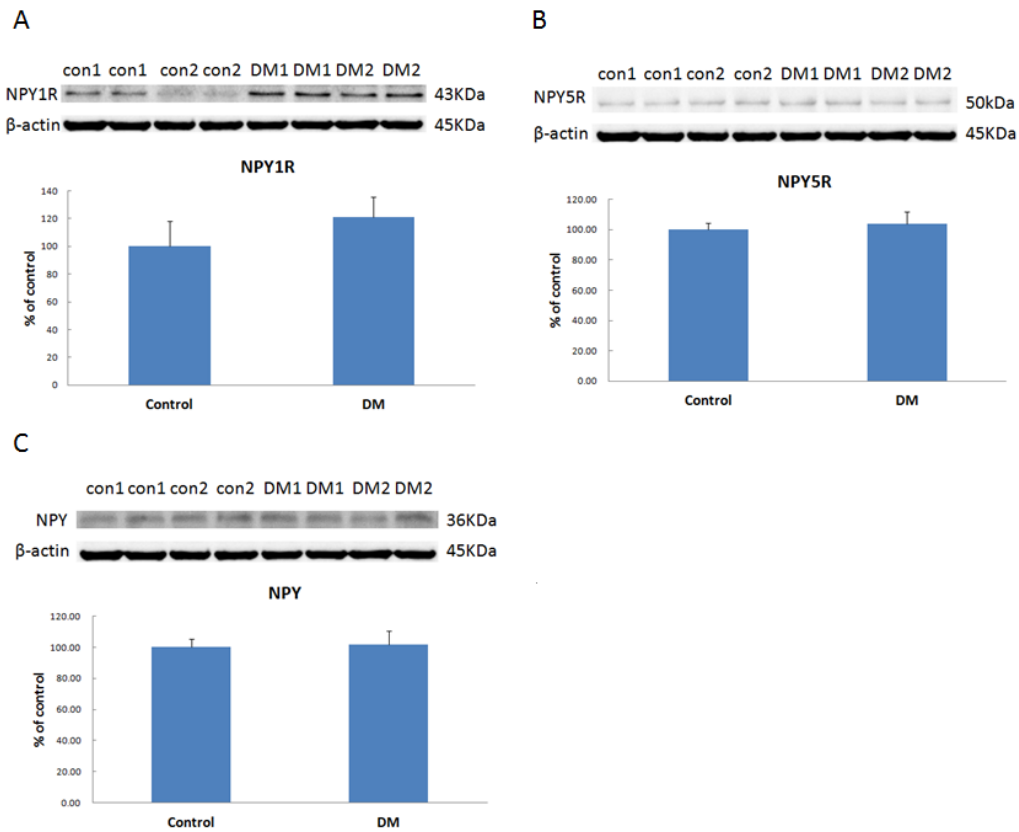 A
con1 con1 con2 con2 DM1 DM1 DM2 DM2
NPY1R 43KDa
β-actin 45KDa
NPY1R
140
120
100
80
60
40
20
0
% of control
Control DM
B
con1 con1 con2 con2 DM1 DM1 DM2 DM2
NPY5R 50kDa
β-actin 45KDa
NPY5R
120.00
100.00
80.00
60.00
40.00
20.00
0.00
% of control
Control DM
C
con1 con1 con2 con2 DM1 DM1 DM2 DM2
NPY 36KDa
β-actin 45KDa
NPY
120.00
100.00
80.00
60.00
40.00
20.00
0.00
% of control
Control DM